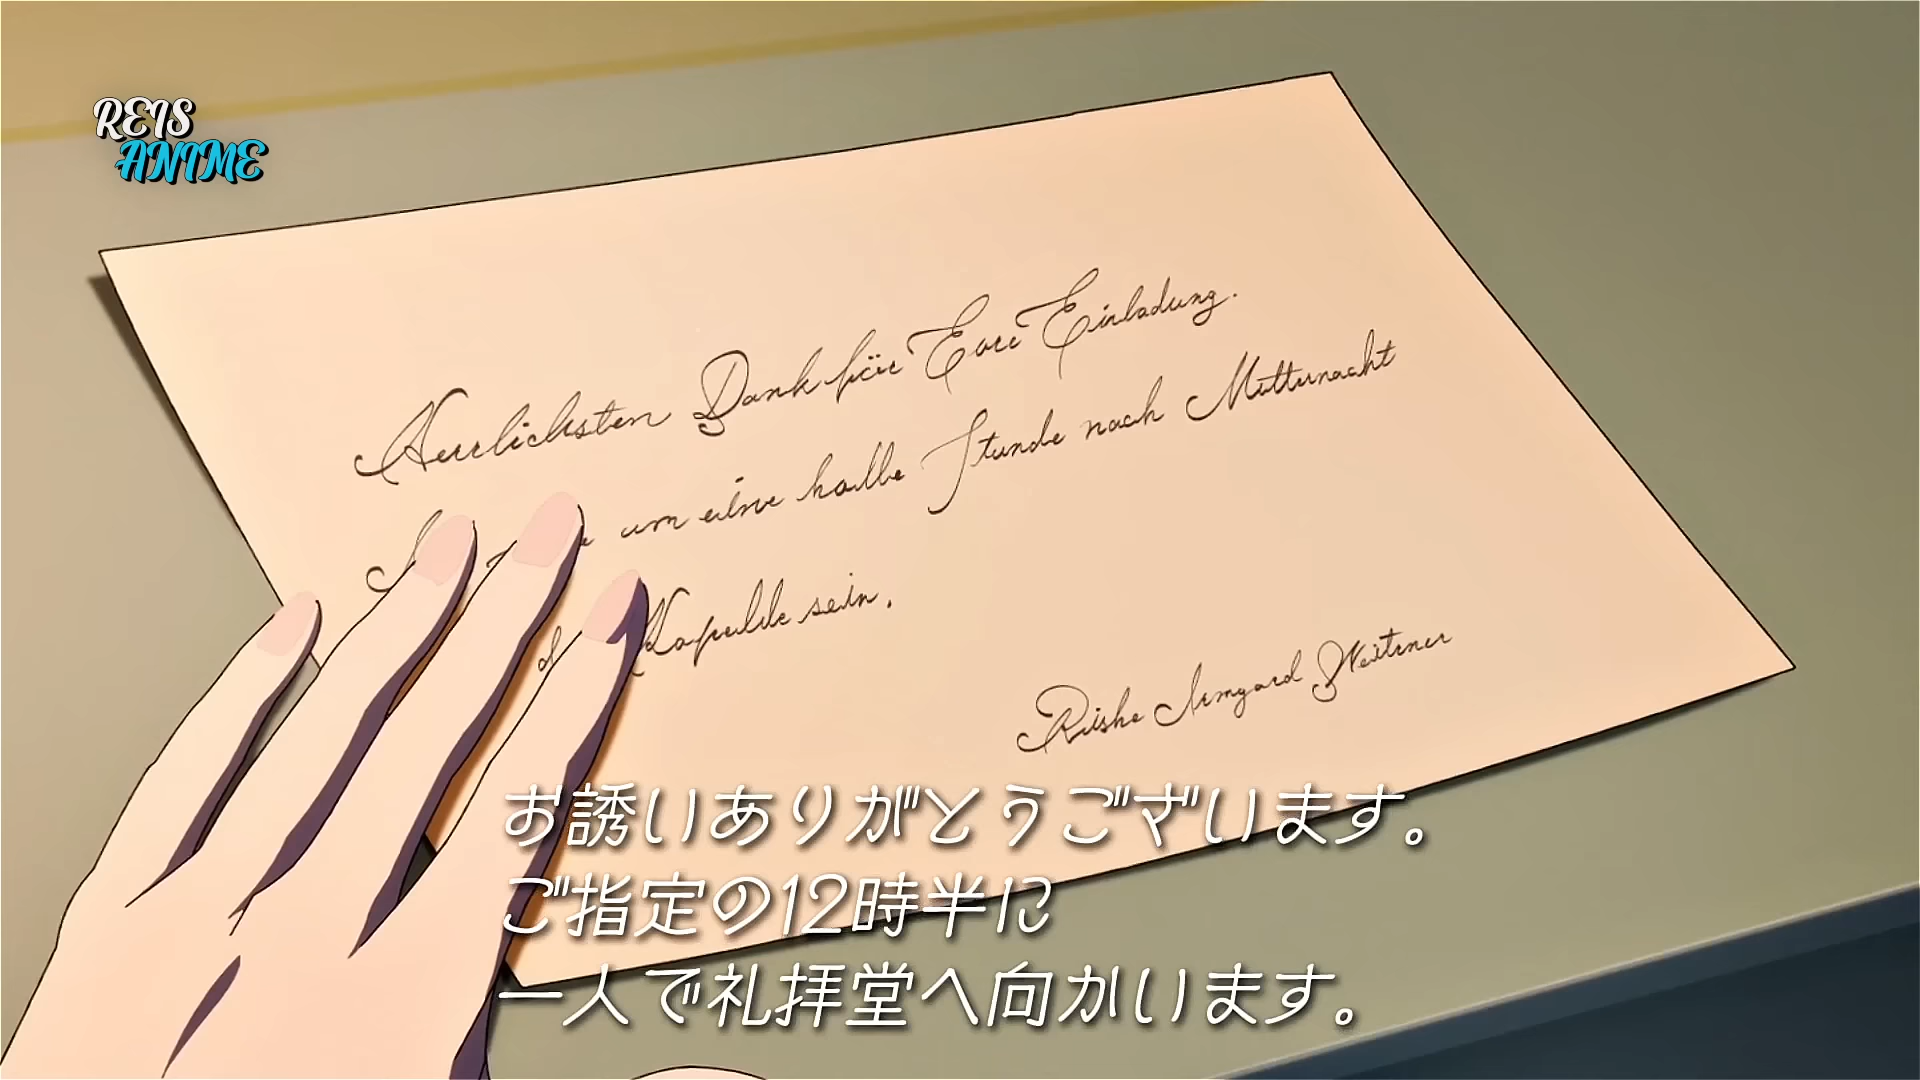 REIS
ANIME
Herrlichsten Dank für Eure Einladung.
um eine halbe Stunde nach Mitternacht
Kapelle sein.
Rishe Irmgard Weitzner
お誘いありがとうございます。
ご指定の12時半に
一人で礼拝堂へ向かいます。